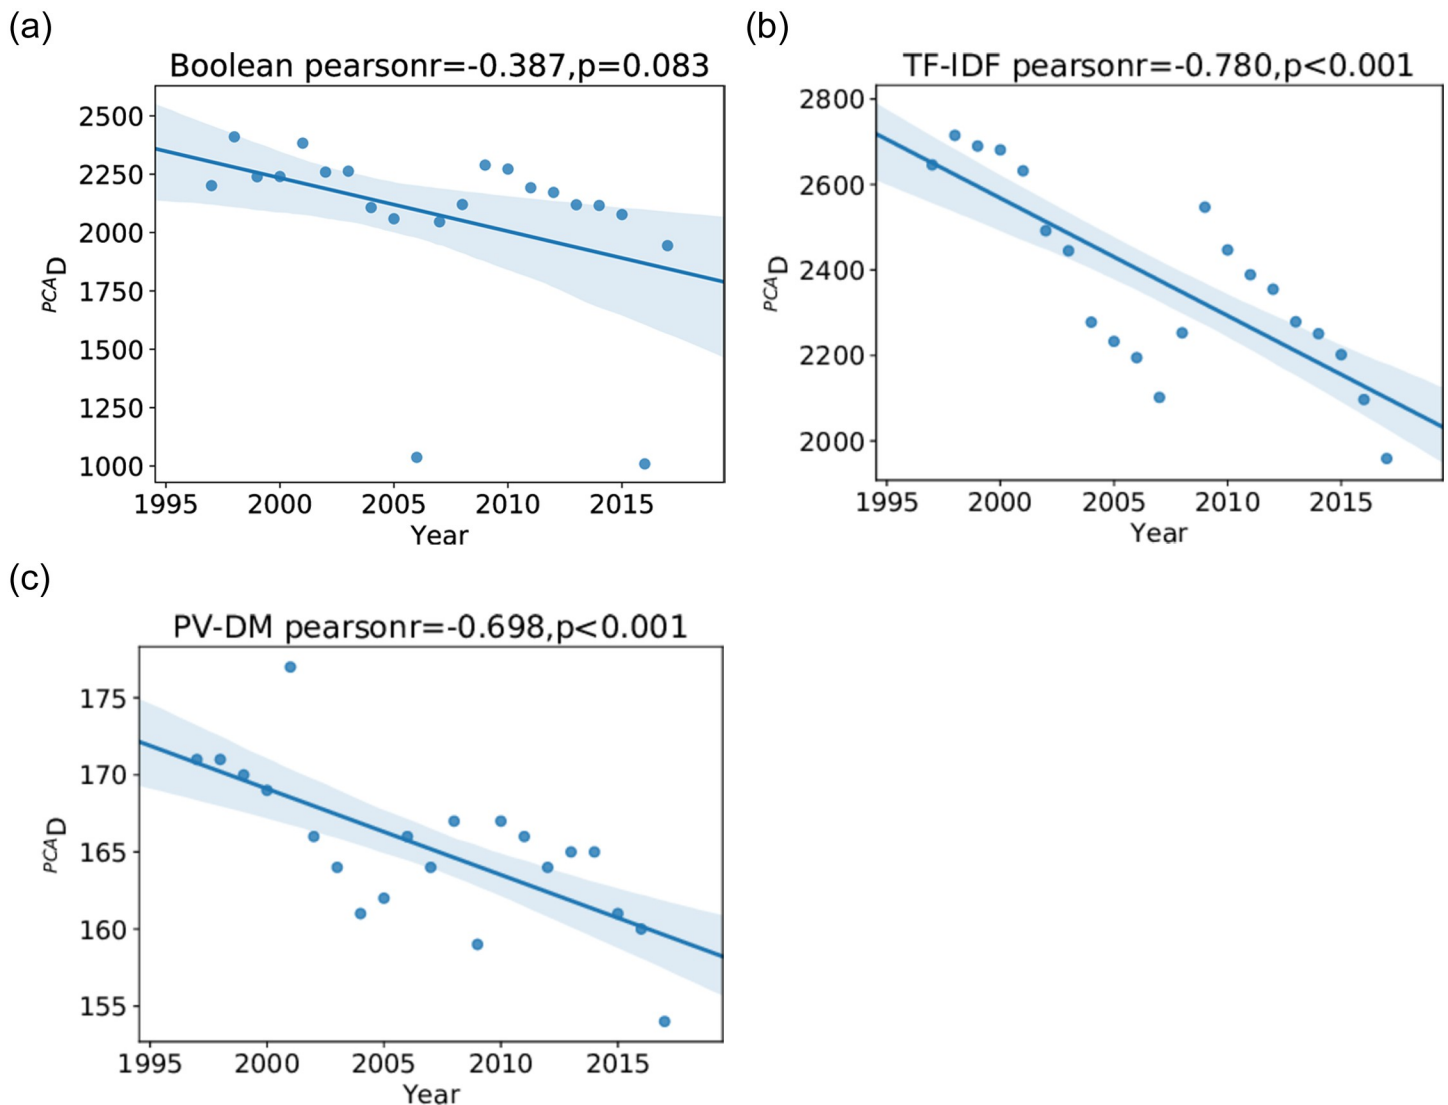 (a)
Boolean pearsonr=-0.387,p=0.083
2500
2250
2000
1750
1500
1250
1000
PCAD
1995 2000 2005 2010 2015
Year
(b)
TF-IDF pearsonr=-0.780,p<0.001
2800
2600
2400
2200
2000
PCAD
1995 2000 2005 2010 2015
Year
(c)
PV-DM pearsonr=-0.698,p<0.001
175
170
165
160
155
PCAD
1995 2000 2005 2010 2015
Year